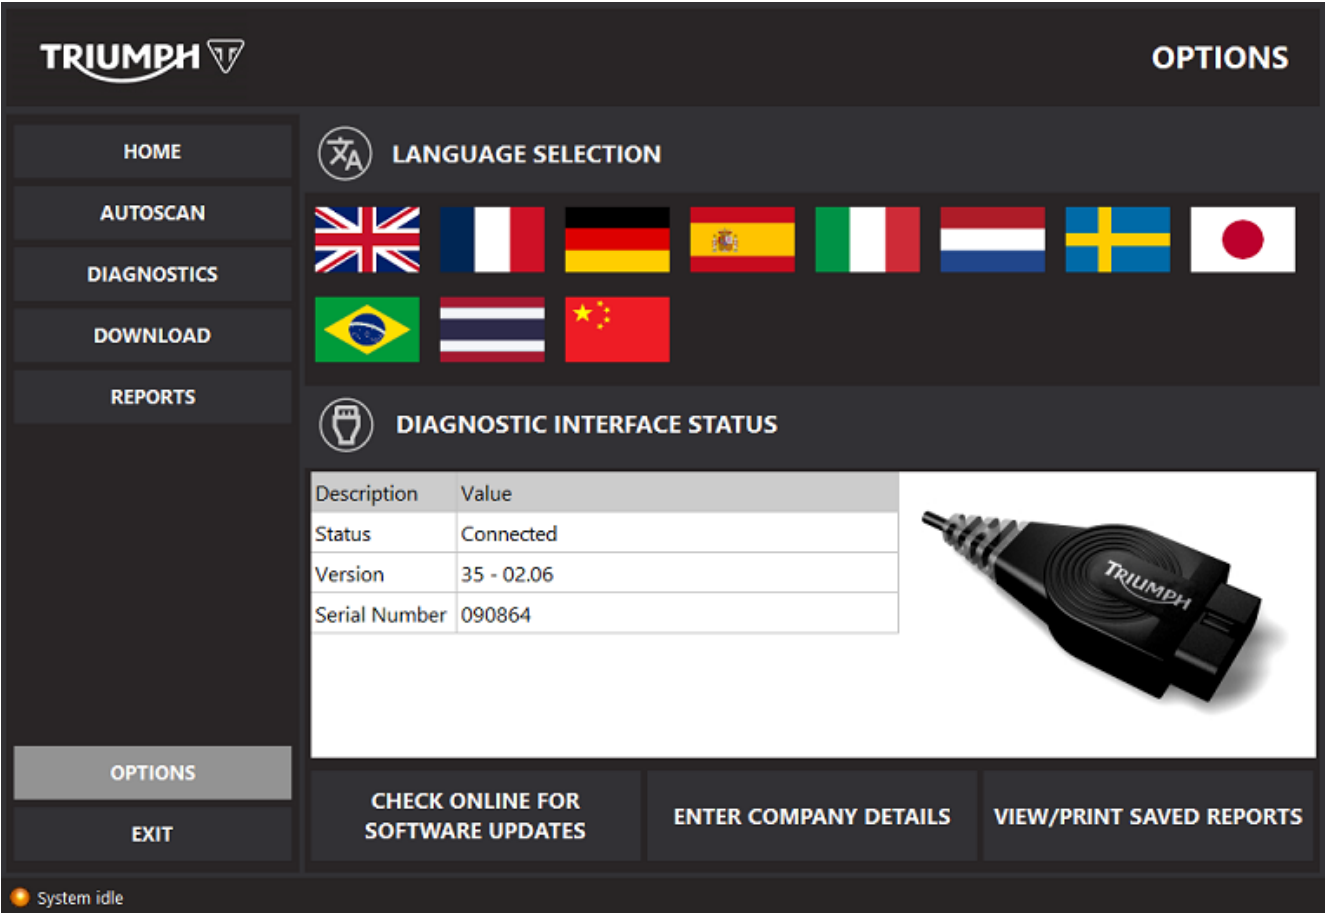 TRIUMPH
OPTIONS
HOME
AUTOSCAN
DIAGNOSTICS
DOWNLOAD
REPORTS
OPTIONS
EXIT
LANGUAGE SELECTION
DIAGNOSTIC INTERFACE STATUS
Description Value
Status Connected
Version 35 - 02.06
Serial Number 090864
TRIUMPH
CHECK ONLINE FOR
SOFTWARE UPDATES
ENTER COMPANY DETAILS
VIEW/PRINT SAVED REPORTS
System idle